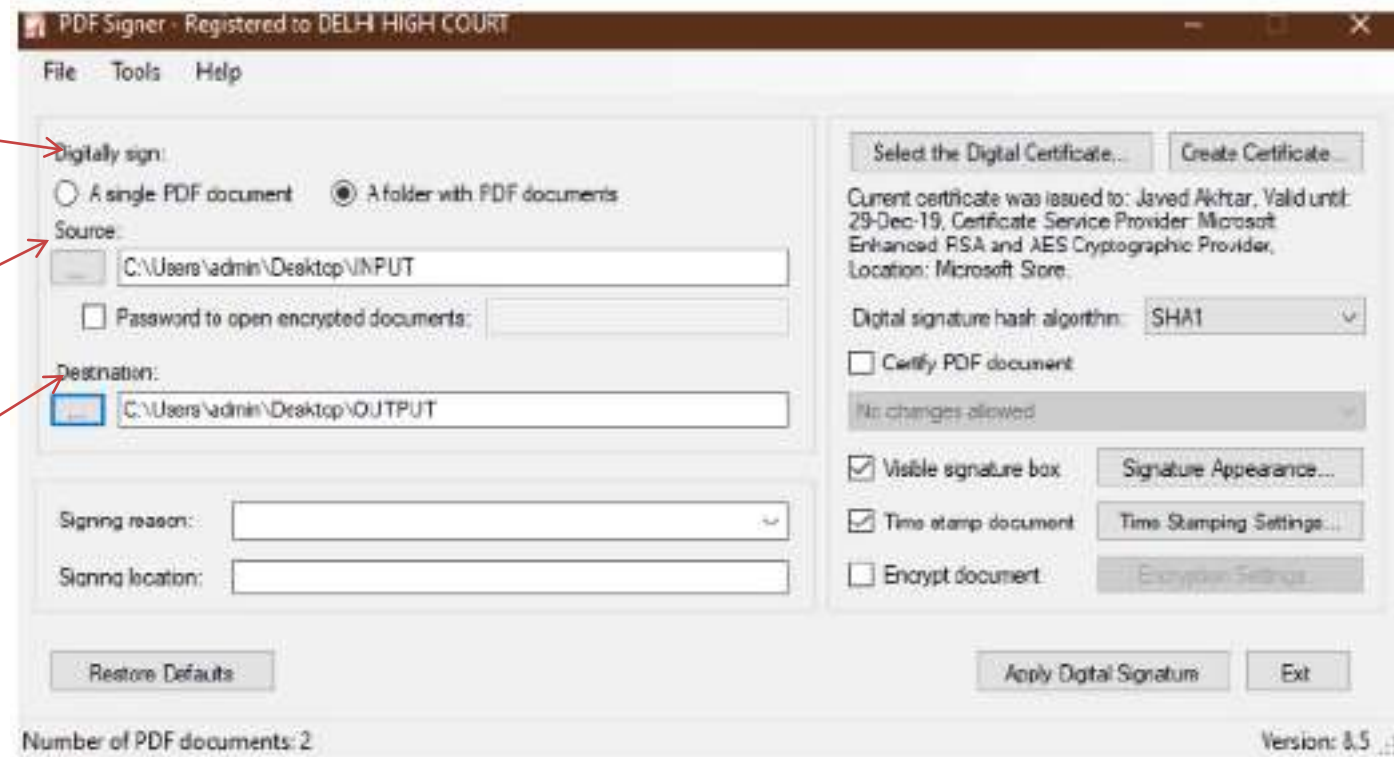 PDF Signer - Registered to DELHI HIGH COURT
File Tools Help
Digitally sign:
A single PDF document
A folder with PDF documents
Source:
... C:\Users\admin\Desktop\INPUT
Password to open encrypted documents:
Destination:
... C:\Users\admin\Desktop\OUTPUT
Signing reason:
Signing location:
Restore Defaults
Number of PDF documents: 2
Select the Digital Certificate...
Create Certificate...
Current certificate was issued to: Javed Akhtar, Valid until:
29-Dec-19, Certificate Service Provider: Microsoft
Enhanced RSA and AES Cryptographic Provider,
Location: Microsoft Store.
Digital signature hash algorithm: SHA1
Certify PDF document
No changes allowed
Visible signature box
Signature Appearance...
Time stamp document
Time Stamping Settings...
Encrypt document
Encryption Settings...
Apply Digital Signature
Exit
Version: 8.5